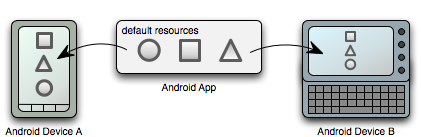 default resources
Android App
Android Device A
Android Device B